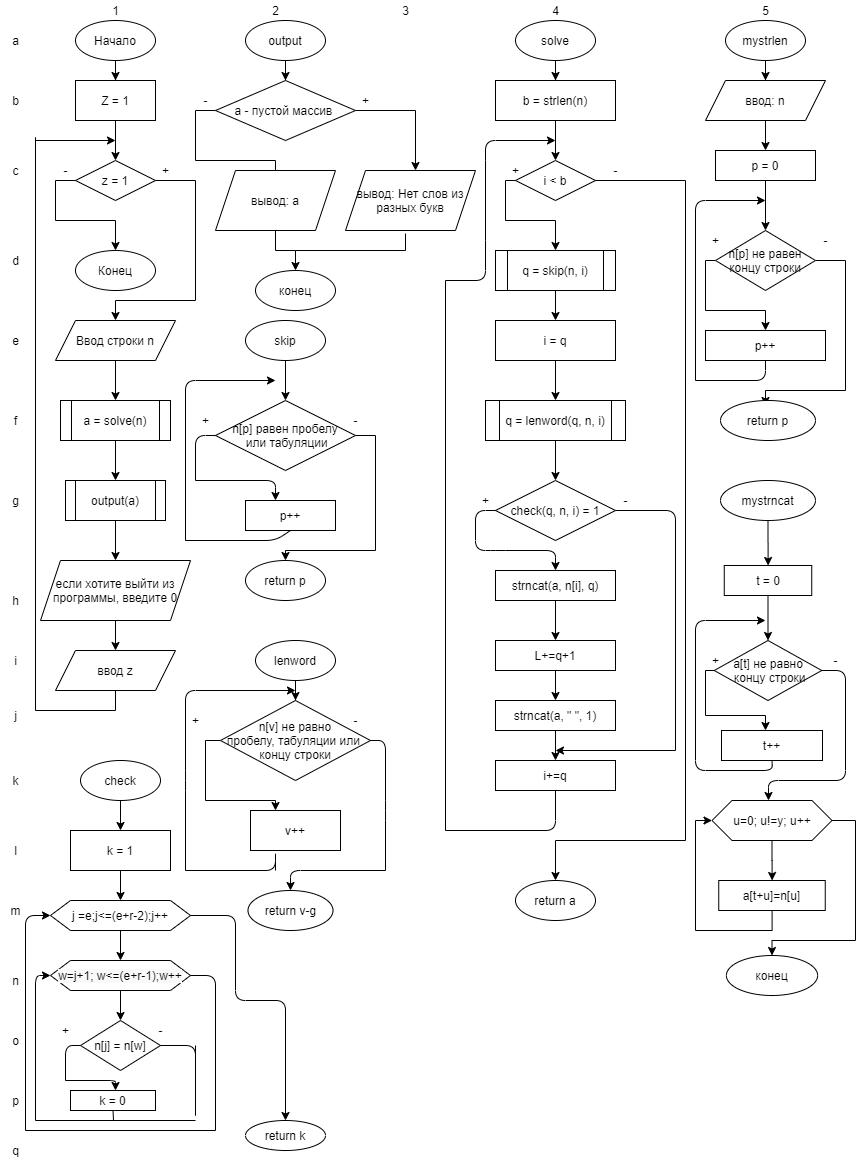 1
2
3
4
5
a
b
c
d
e
f
g
h
i
j
k
l
m
n
o
p
q
Начало
Z = 1
z = 1
-
+
Конец
Ввод строки n
a = solve(n)
output(a)
если хотите выйти из
программы, введите 0
ввод z
check
k = 1
j =e;j<=(e+r-2);j++
w=j+1; w<=(e+r-1);w++
n[j] = n[w]
+
-
k = 0
return k
output
a - пустой массив
-
+
вывод: a
вывод: Нет слов из
разных букв
конец
skip
n[p] равен пробелу
или табуляции
+
-
p++
return p
lenword
n[v] не равно
пробелу, табуляции или
концу строки
+
-
v++
return v-g
solve
b = strlen(n)
i < b
+
-
q = skip(n, i)
i = q
q = lenword(q, n, i)
check(q, n, i) = 1
+
-
strncat(a, n[i], q)
L+=q+1
strncat(a, " ", 1)
i+=q
return a
mystrlen
ввод: n
p = 0
n[p] не равен
концу строки
+
-
p++
return p
mystrncat
t = 0
a[t] не равно
концу строки
+
-
t++
u=0; u!=y; u++
a[t+u]=n[u]
конец